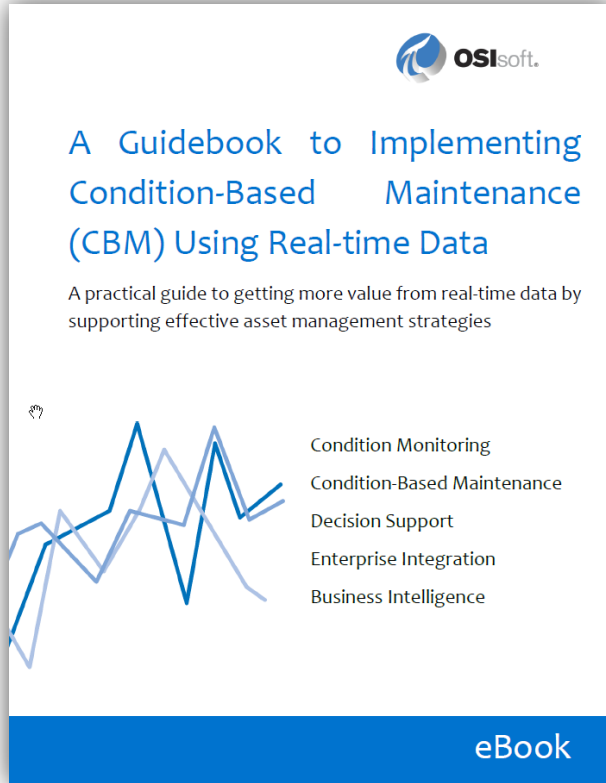 OSIsoft.
A Guidebook to Implementing
Condition-Based Maintenance
(CBM) Using Real-time Data
A practical guide to getting more value from real-time data by
supporting effective asset management strategies
Condition Monitoring
Condition-Based Maintenance
Decision Support
Enterprise Integration
Business Intelligence
eBook